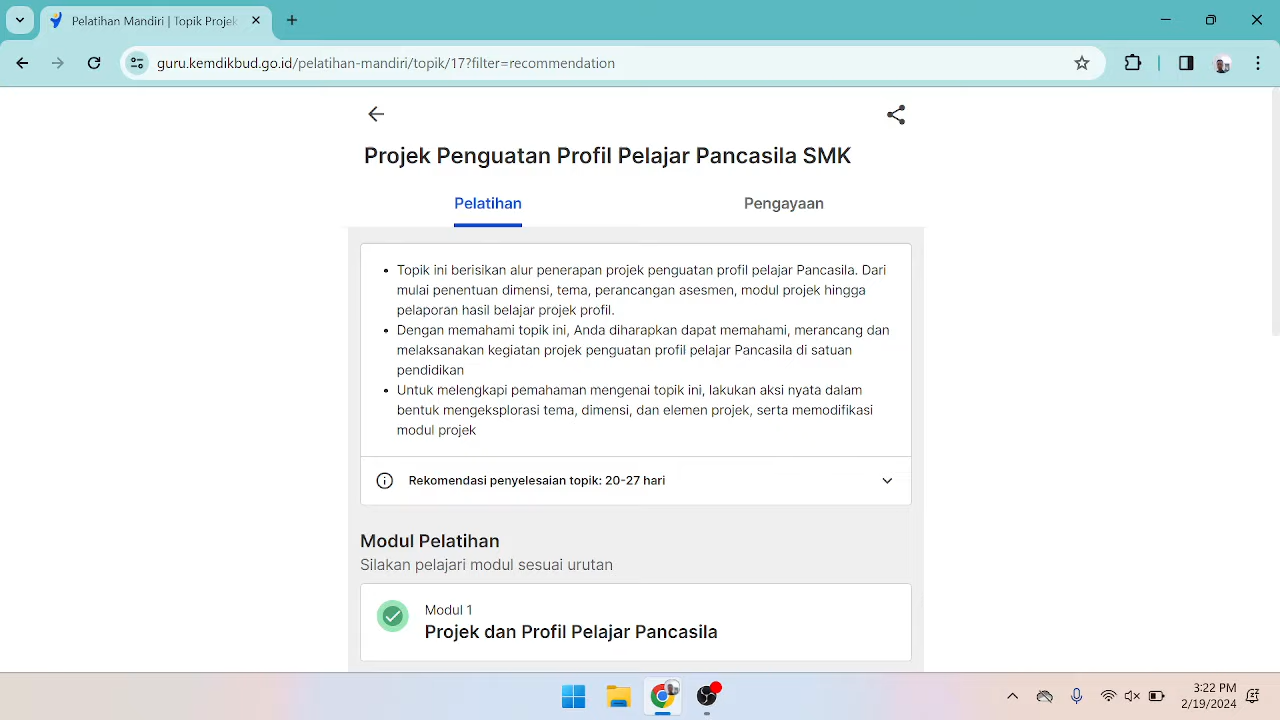 Pelatihan Mandiri | Topik Projek
guru.kemdikbud.go.id/pelatihan-mandiri/topik/17?filter=recommendation
Projek Penguatan Profil Pelajar Pancasila SMK
Pelatihan
Pengayaan
Topik ini berisikan alur penerapan projek penguatan profil pelajar Pancasila. Dari
mulai penentuan dimensi, tema, perancangan asesmen, modul projek hingga
pelaporan hasil belajar projek profil.
Dengan memahami topik ini, Anda diharapkan dapat memahami, merancang dan
melaksanakan kegiatan projek penguatan profil pelajar Pancasila di satuan
pendidikan
Untuk melengkapi pemahaman mengenai topik ini, lakukan aksi nyata dalam
bentuk mengeksplorasi tema, dimensi, dan elemen projek, serta memodifikasi
modul projek
Rekomendasi penyelesaian topik: 20-27 hari
Modul Pelatihan
Silakan pelajari modul sesuai urutan
Modul 1
Projek dan Profil Pelajar Pancasila
3:22 PM
2/19/2024